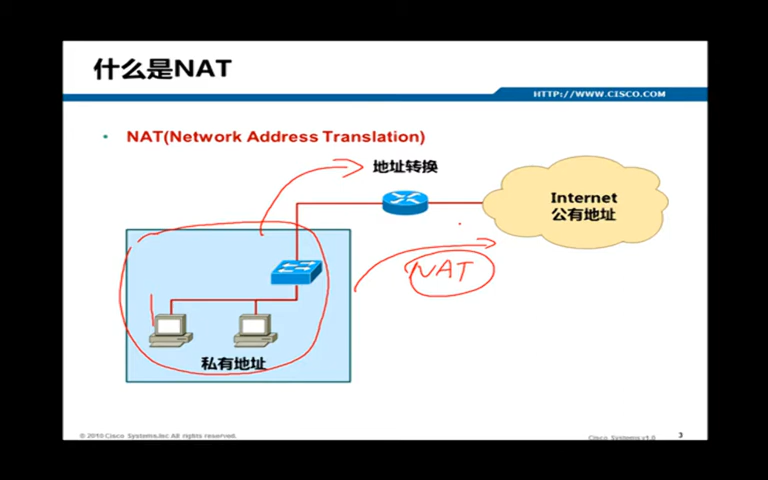 什么是NAT
HTTP://WWW.CISCO.COM
• NAT(Network Address Translation)
地址转换
Internet
公有地址
NAT
私有地址
© 2010 Cisco Systems,Inc All rights reserved.
Cisco Systems v1.0
3